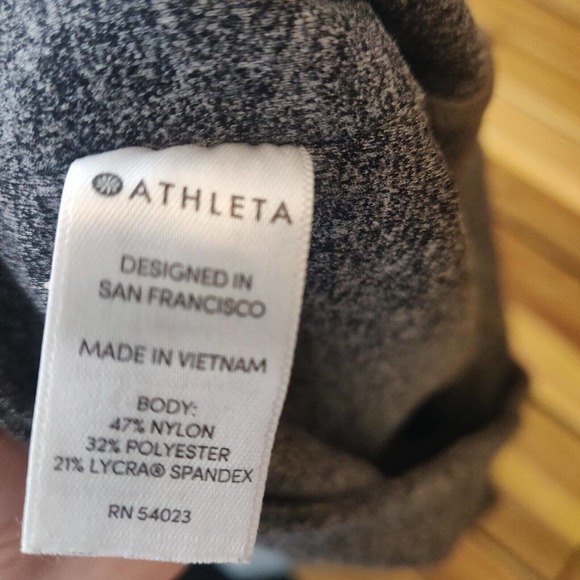 ATHLETA
DESIGNED IN
SAN FRANCISCO
MADE IN VIETNAM
BODY:
47% NYLON
32% POLYESTER
21% LYCRA® SPANDEX
RN 54023